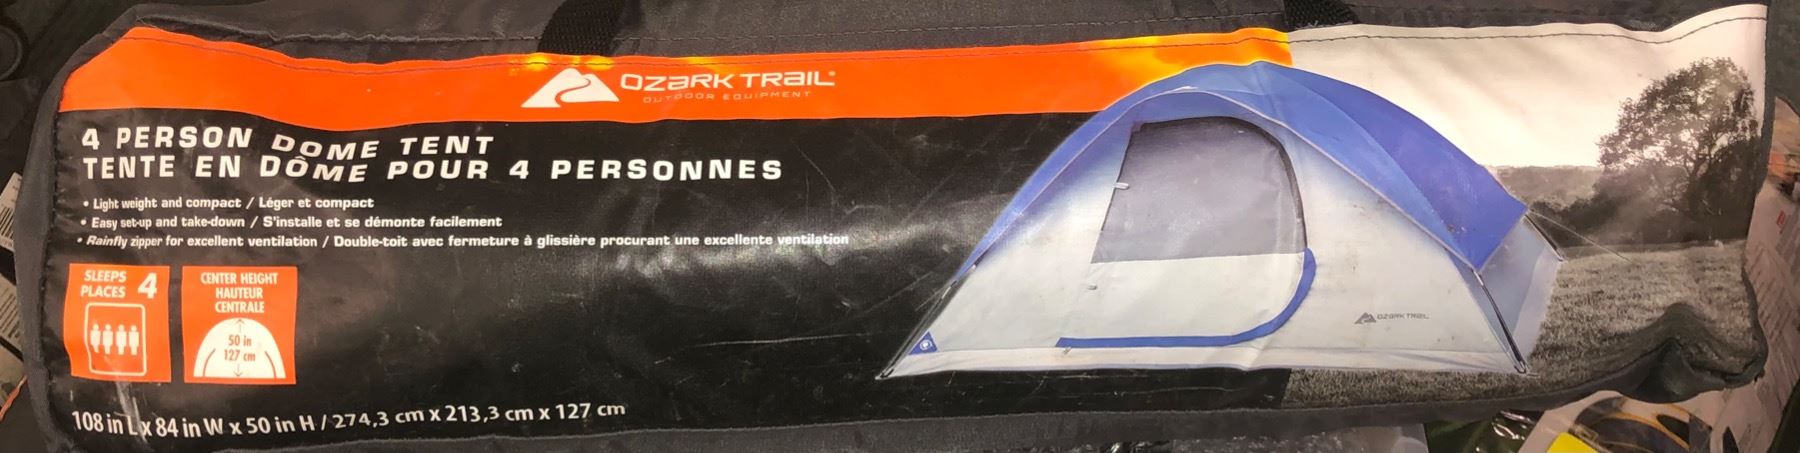 OZARK TRAIL®
OUTDOOR EQUIPMENT
4 PERSON DOME TENT
TENTE EN DÔME POUR 4 PERSONNES
• Light weight and compact / Léger et compact
• Easy set-up and take-down / S'installe et se démonte facilement
• Rainfly zipper for excellent ventilation / Double-toit avec fermeture à glissière procurant une excellente ventilation
SLEEPS
PLACES 4
CENTER HEIGHT
HAUTEUR
CENTRALE
50 in
127 cm
108 in L x 84 in W x 50 in H / 274,3 cm x 213,3 cm x 127 cm
OZARK TRAIL